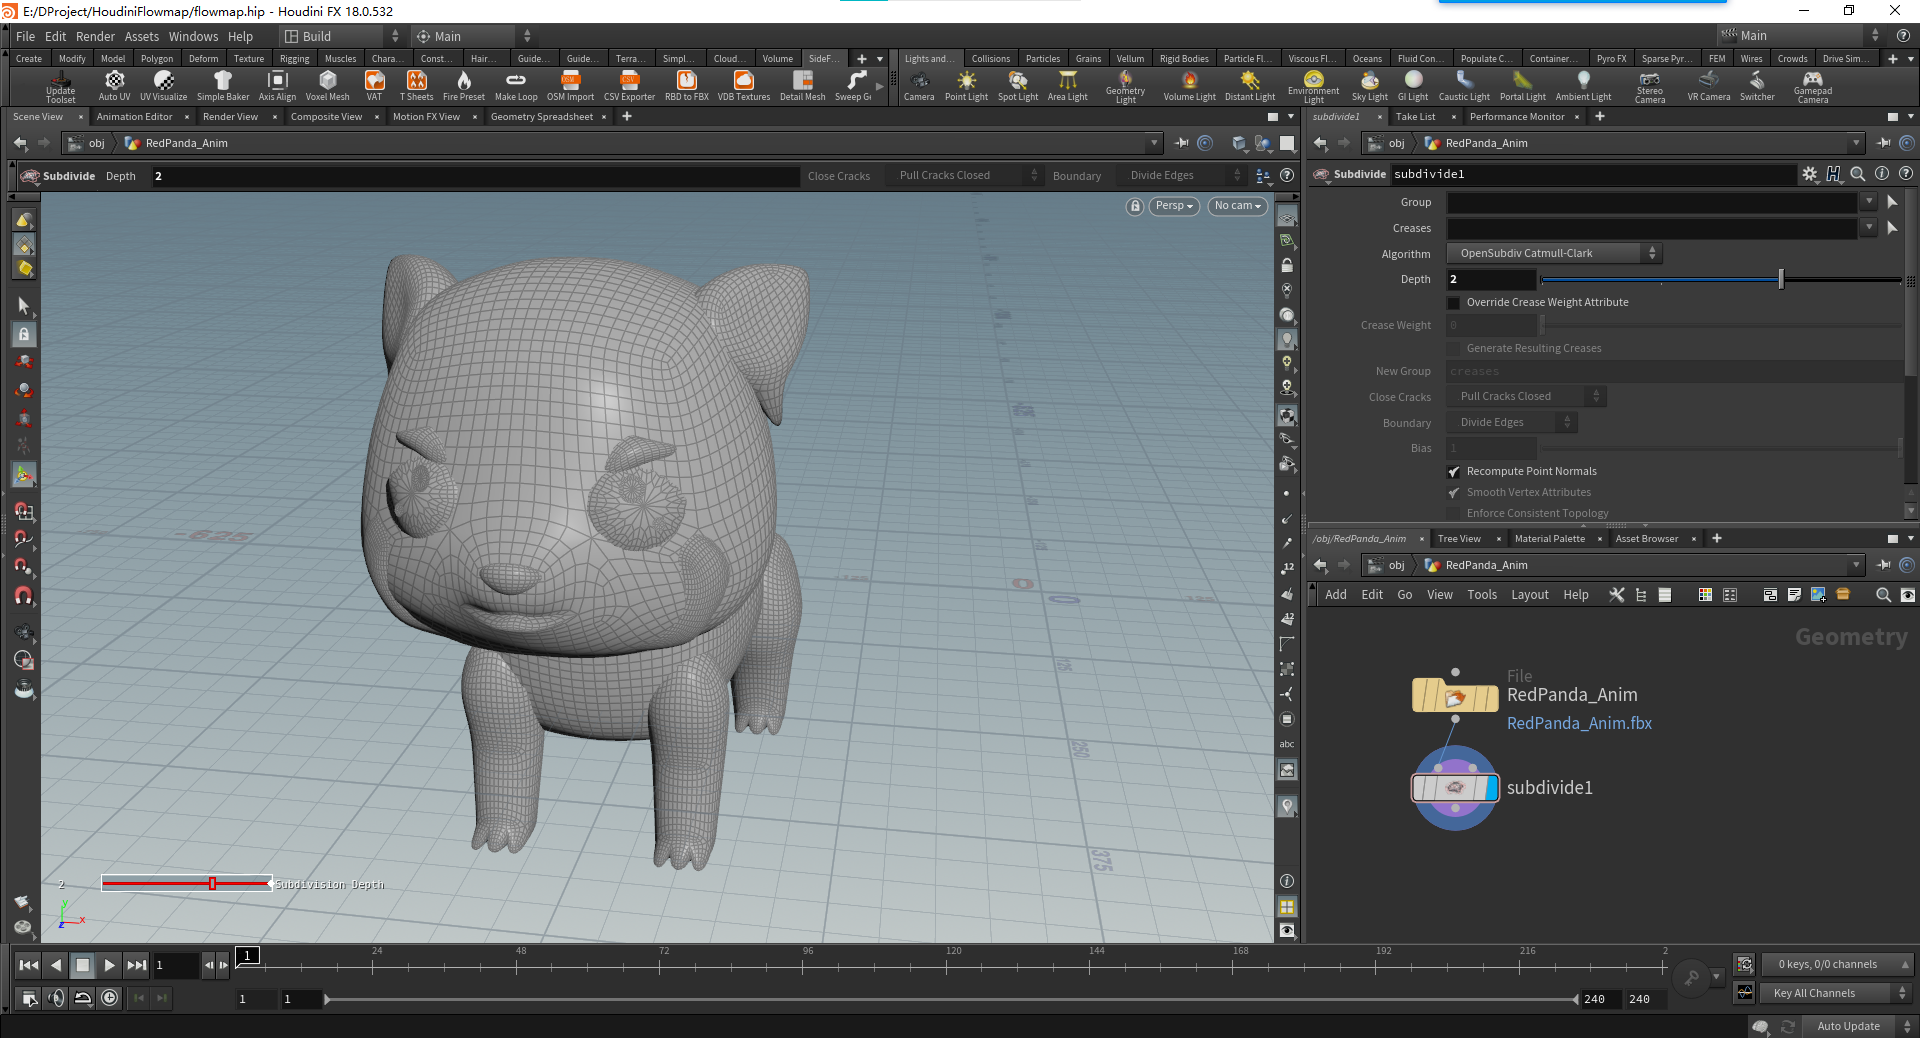 E:/DProject/HoudiniFlowmap/flowmap.hip - Houdini FX 18.0.532
File Edit Render Assets Windows Help Build Main Main
Create Modify Model Polygon Deform Texture Rigging Muscles Chara... Const... Hair... Guide... Guide... Terra... Simpl... Cloud... Volume SideF...
Lights and... Collisions Particles Grains Vellum Rigid Bodies Particle Fl... Viscous Fl... Oceans Fluid Con... Populate C... Container... Pyro FX Sparse Pyr... FEM Wires Crowds Drive Sim...
Update Toolset Auto UV UV Visualize Simple Baker Axis Align Voxel Mesh VAT T Sheets Fire Preset Make Loop OSM Import CSV Exporter RBD to FBX VDB Textures Detail Mesh Sweep Ge
Camera Point Light Spot Light Area Light Geometry Light Volume Light Distant Light Environment Light Sky Light GI Light Caustic Light Portal Light Ambient Light Stereo Camera VR Camera Switcher Gamepad Camera
Scene View Animation Editor Render View Composite View Motion FX View Geometry Spreadsheet
obj RedPanda_Anim
Subdivide Depth 2 Close Cracks Pull Cracks Closed Boundary Divide Edges
Persp No cam
-625
0
125
250
375
12
12
abc
2 Subdivision Depth
y
x
z
subdivide1 Take List Performance Monitor
obj RedPanda_Anim
Subdivide subdivide1
Group
Creases
Algorithm OpenSubdiv Catmull-Clark
Depth 2
Override Crease Weight Attribute
Crease Weight 0
Generate Resulting Creases
New Group creases
Close Cracks Pull Cracks Closed
Boundary Divide Edges
Bias 1
Recompute Point Normals
Smooth Vertex Attributes
Enforce Consistent Topology
/obj/RedPanda_Anim Tree View Material Palette Asset Browser
obj RedPanda_Anim
Add Edit Go View Tools Layout Help
Geometry
File
RedPanda_Anim
RedPanda_Anim.fbx
subdivide1
1 1 24 48 72 96 120 144 168 192 216 2
0 keys, 0/0 channels
1 1 240 240
Key All Channels
Auto Update